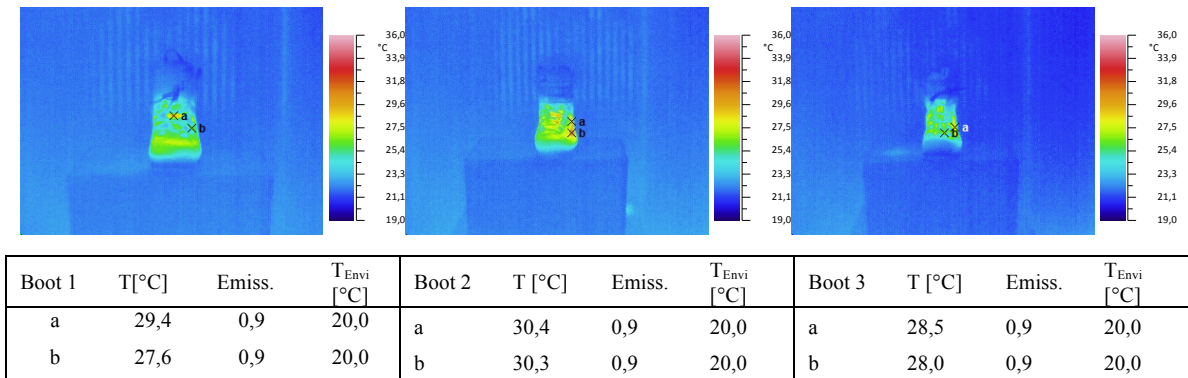 36,0
°C
33,9
31,8
29,6
27,5
25,4
23,3
21,1
19,0
a
b
36,0
°C
33,9
31,8
29,6
27,5
25,4
23,3
21,1
19,0
a
b
36,0
°C
33,9
31,8
29,6
27,5
25,4
23,3
21,1
19,0
a
b
Boot 1 T[°C] Emiss. TEnvi [°C]
a 29,4 0,9 20,0
b 27,6 0,9 20,0
Boot 2 T [°C] Emiss. TEnvi [°C]
a 30,4 0,9 20,0
b 30,3 0,9 20,0
Boot 3 T [°C] Emiss. TEnvi [°C]
a 28,5 0,9 20,0
b 28,0 0,9 20,0